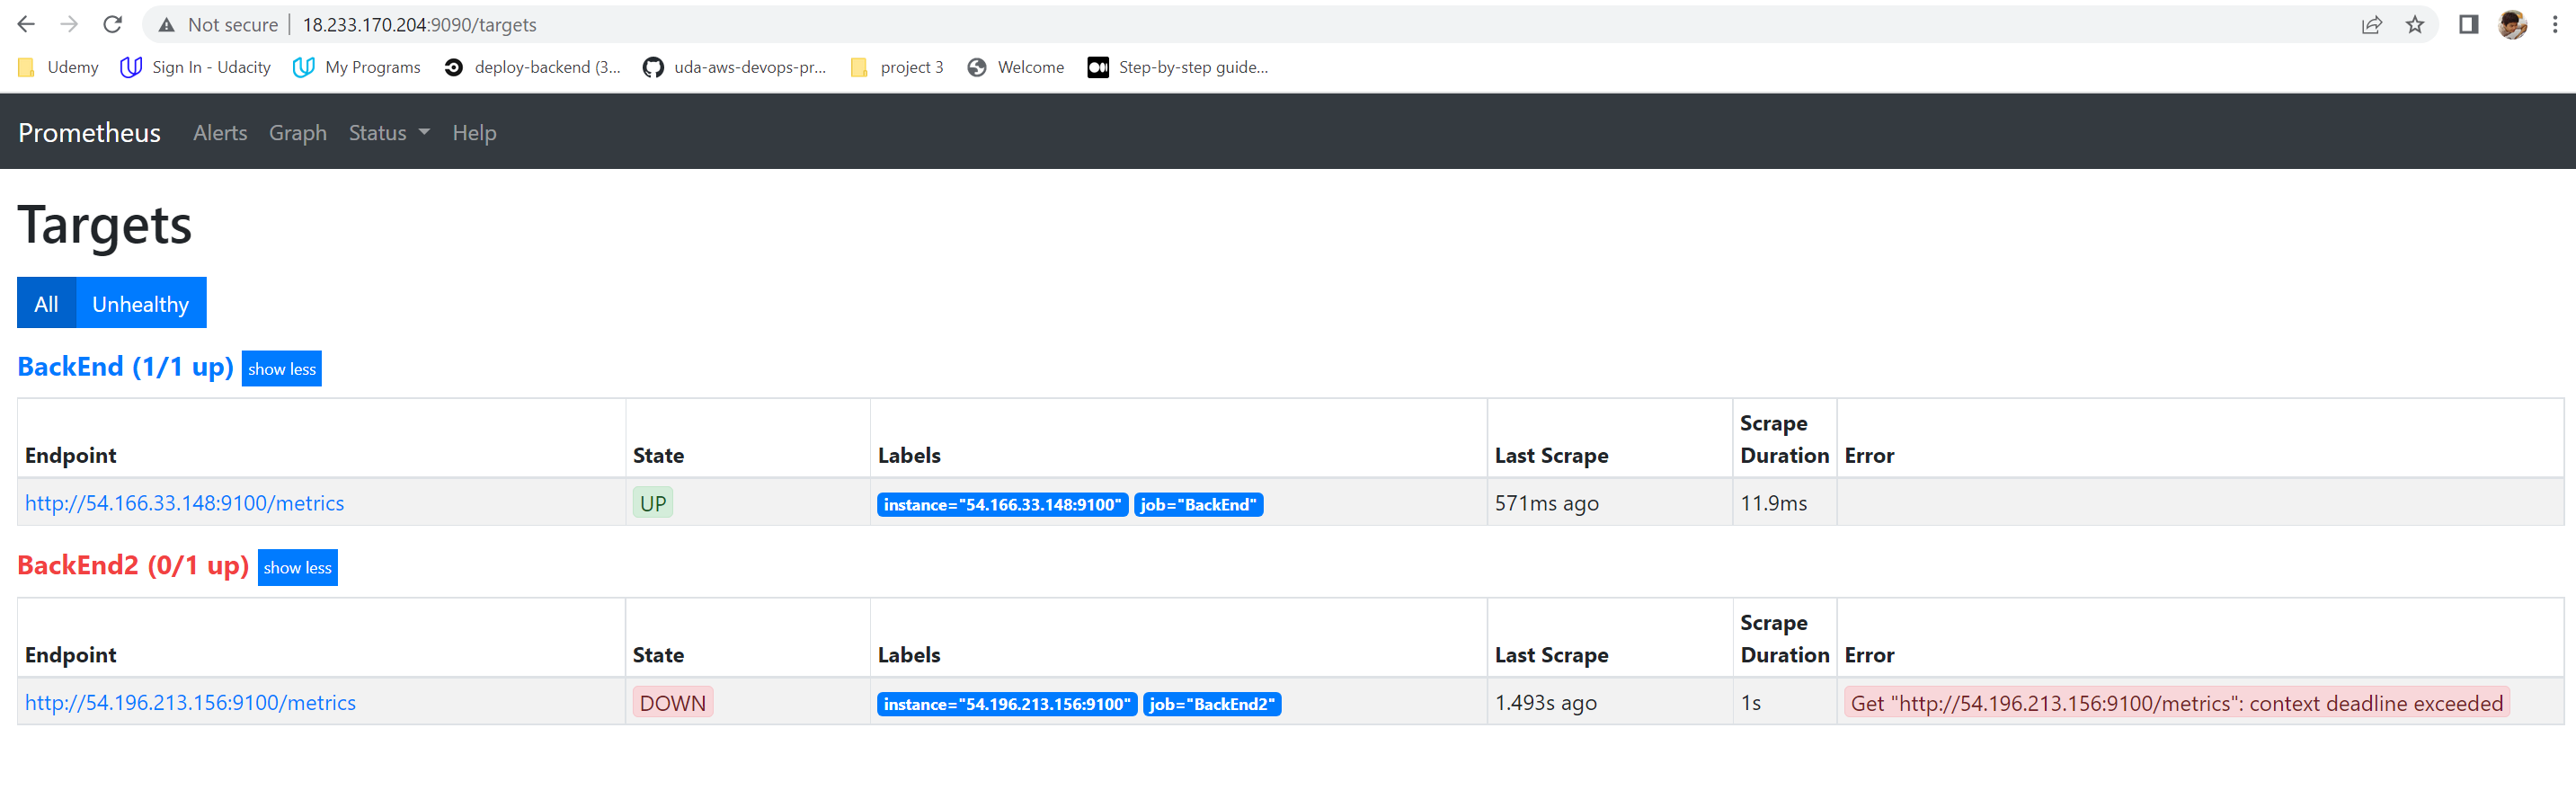 Not secure | 18.233.170.204:9090/targets
Udemy Sign In - Udacity My Programs deploy-backend (3... uda-aws-devops-pr... project 3 Welcome Step-by-step guide...
Prometheus Alerts Graph Status Help
Targets
All Unhealthy
BackEnd (1/1 up) show less
Endpoint State Labels Last Scrape Scrape Duration Error
http://54.166.33.148:9100/metrics UP instance="54.166.33.148:9100" job="BackEnd" 571ms ago 11.9ms
BackEnd2 (0/1 up) show less
Endpoint State Labels Last Scrape Scrape Duration Error
http://54.196.213.156:9100/metrics DOWN instance="54.196.213.156:9100" job="BackEnd2" 1.493s ago 1s Get "http://54.196.213.156:9100/metrics": context deadline exceeded